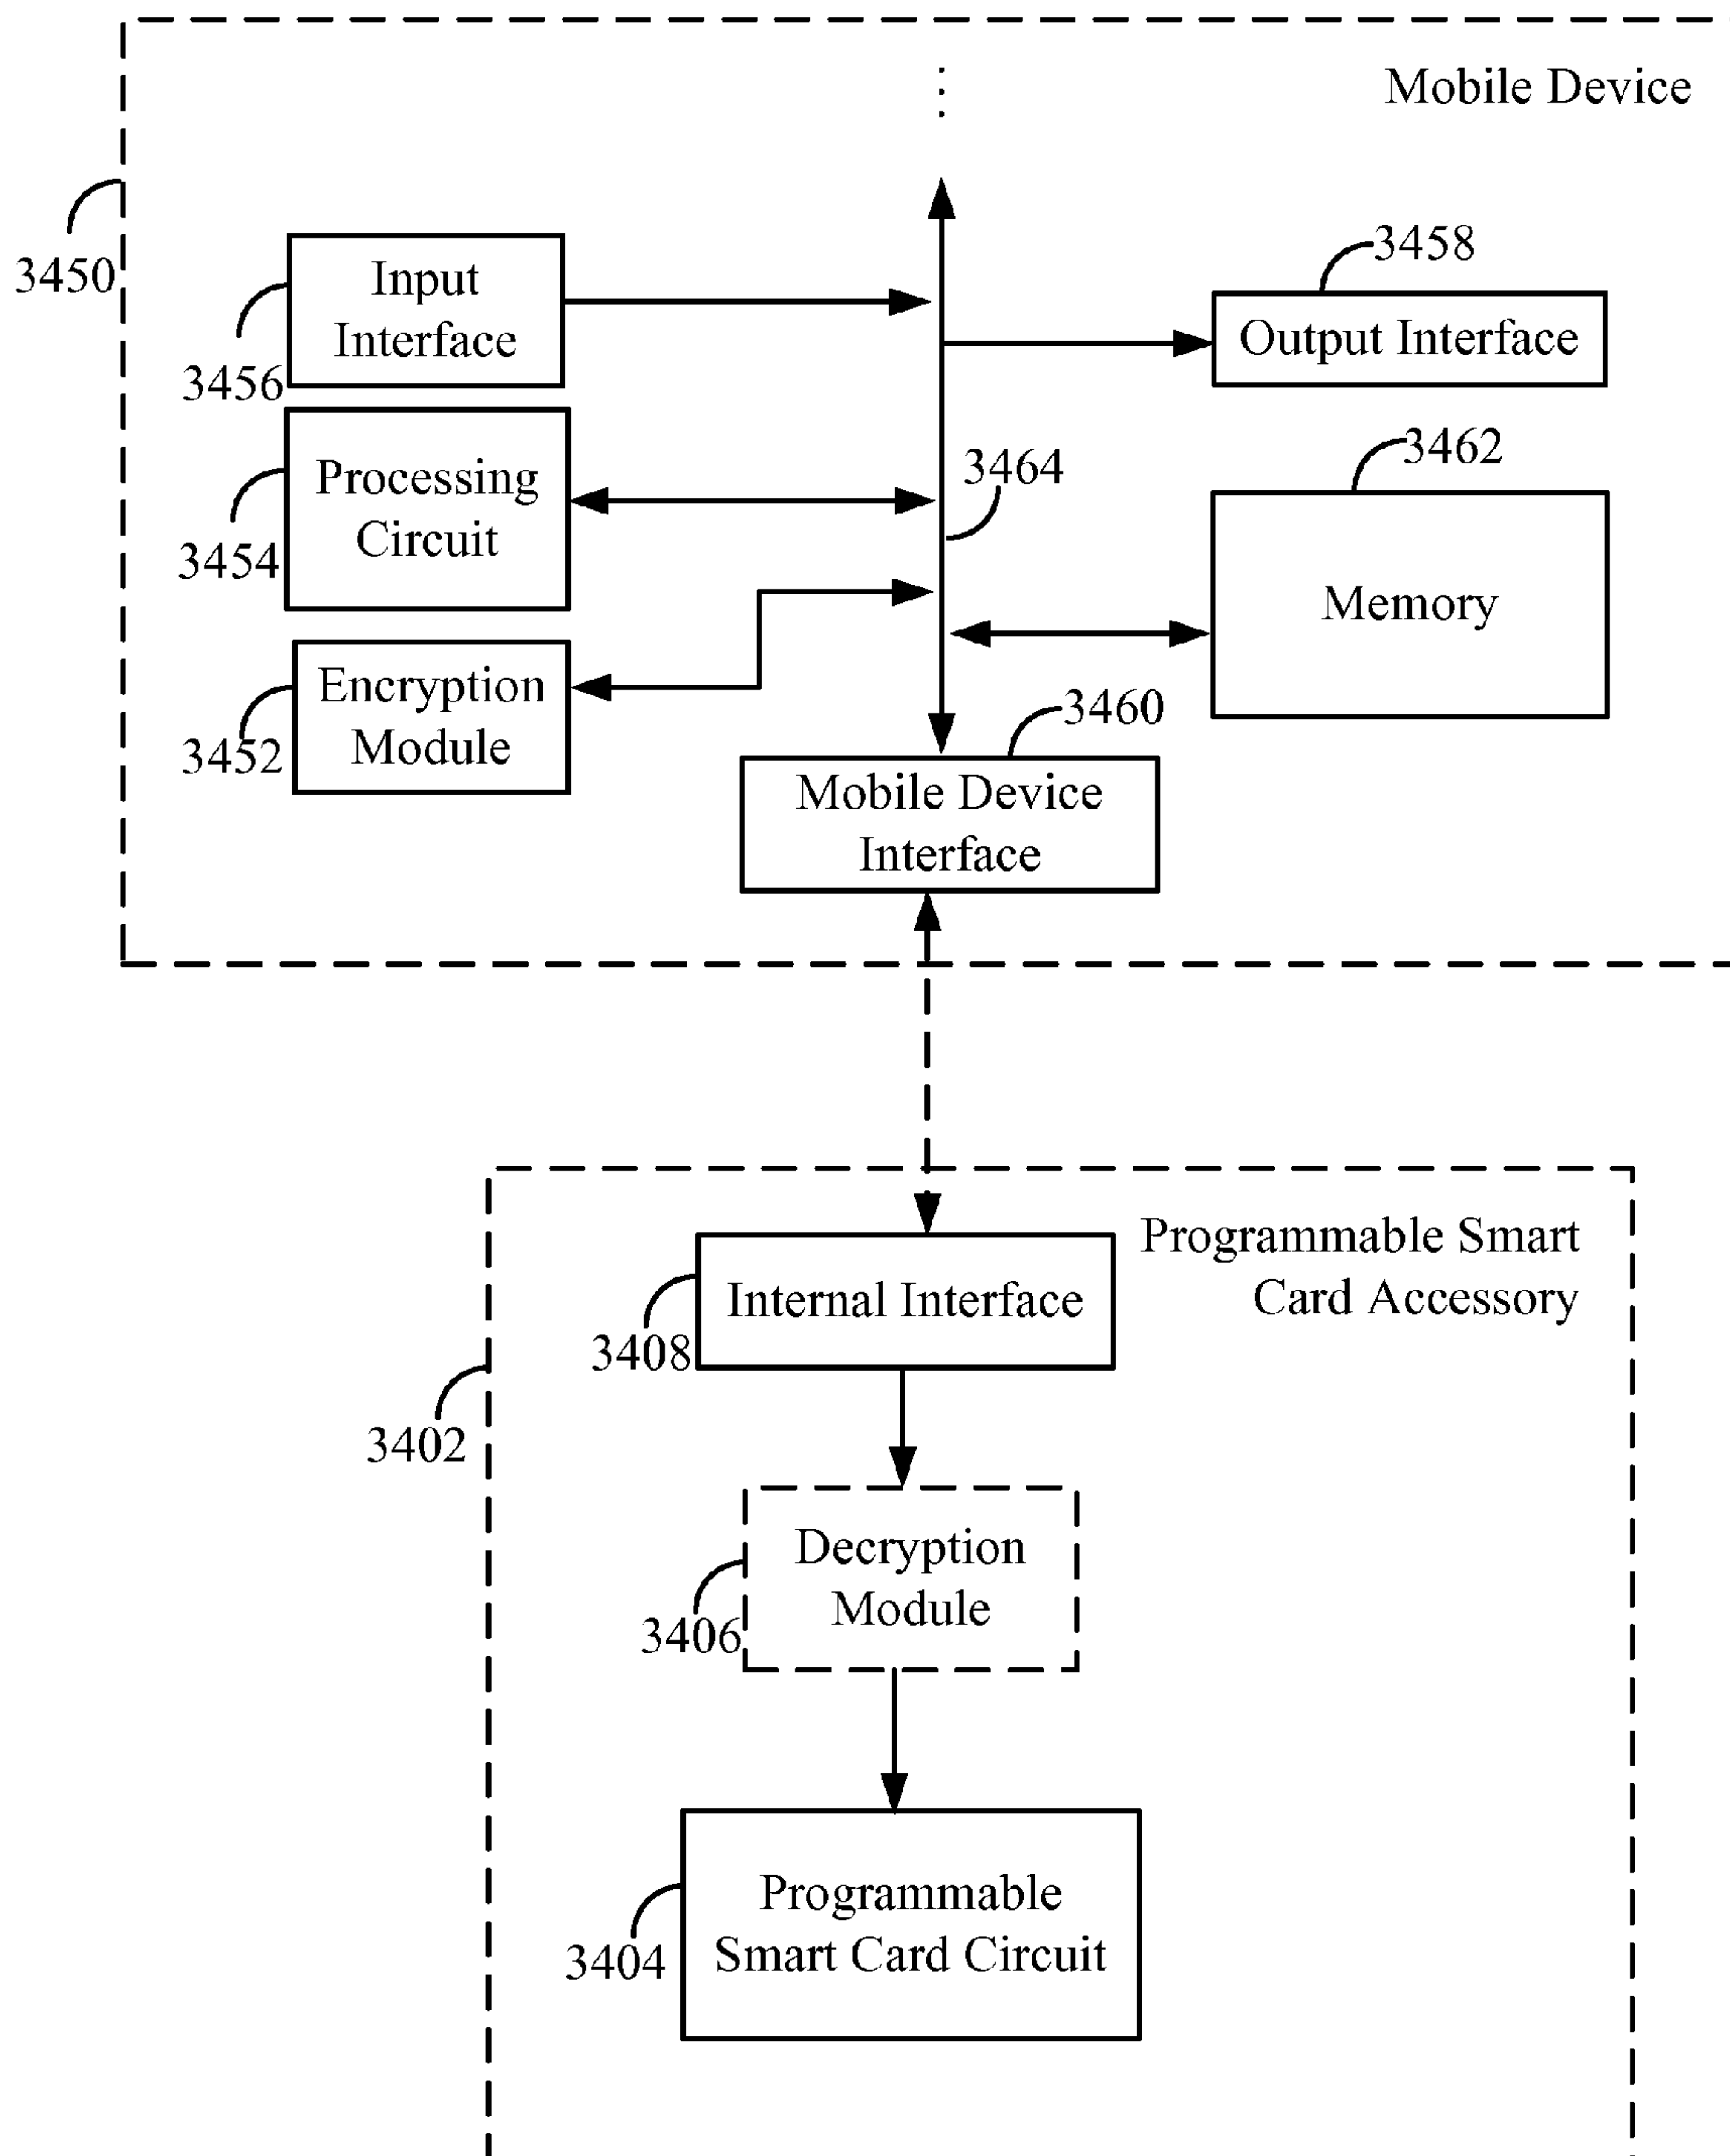 Mobile Device
3450
Input
Interface
3456
3458
Output Interface
Processing
Circuit
3454
3464
3462
Memory
Encryption
Module
3452
3460
Mobile Device
Interface
Programmable Smart
Card Accessory
Internal Interface
3408
3402
Decryption
Module
3406
Programmable
Smart Card Circuit
3404